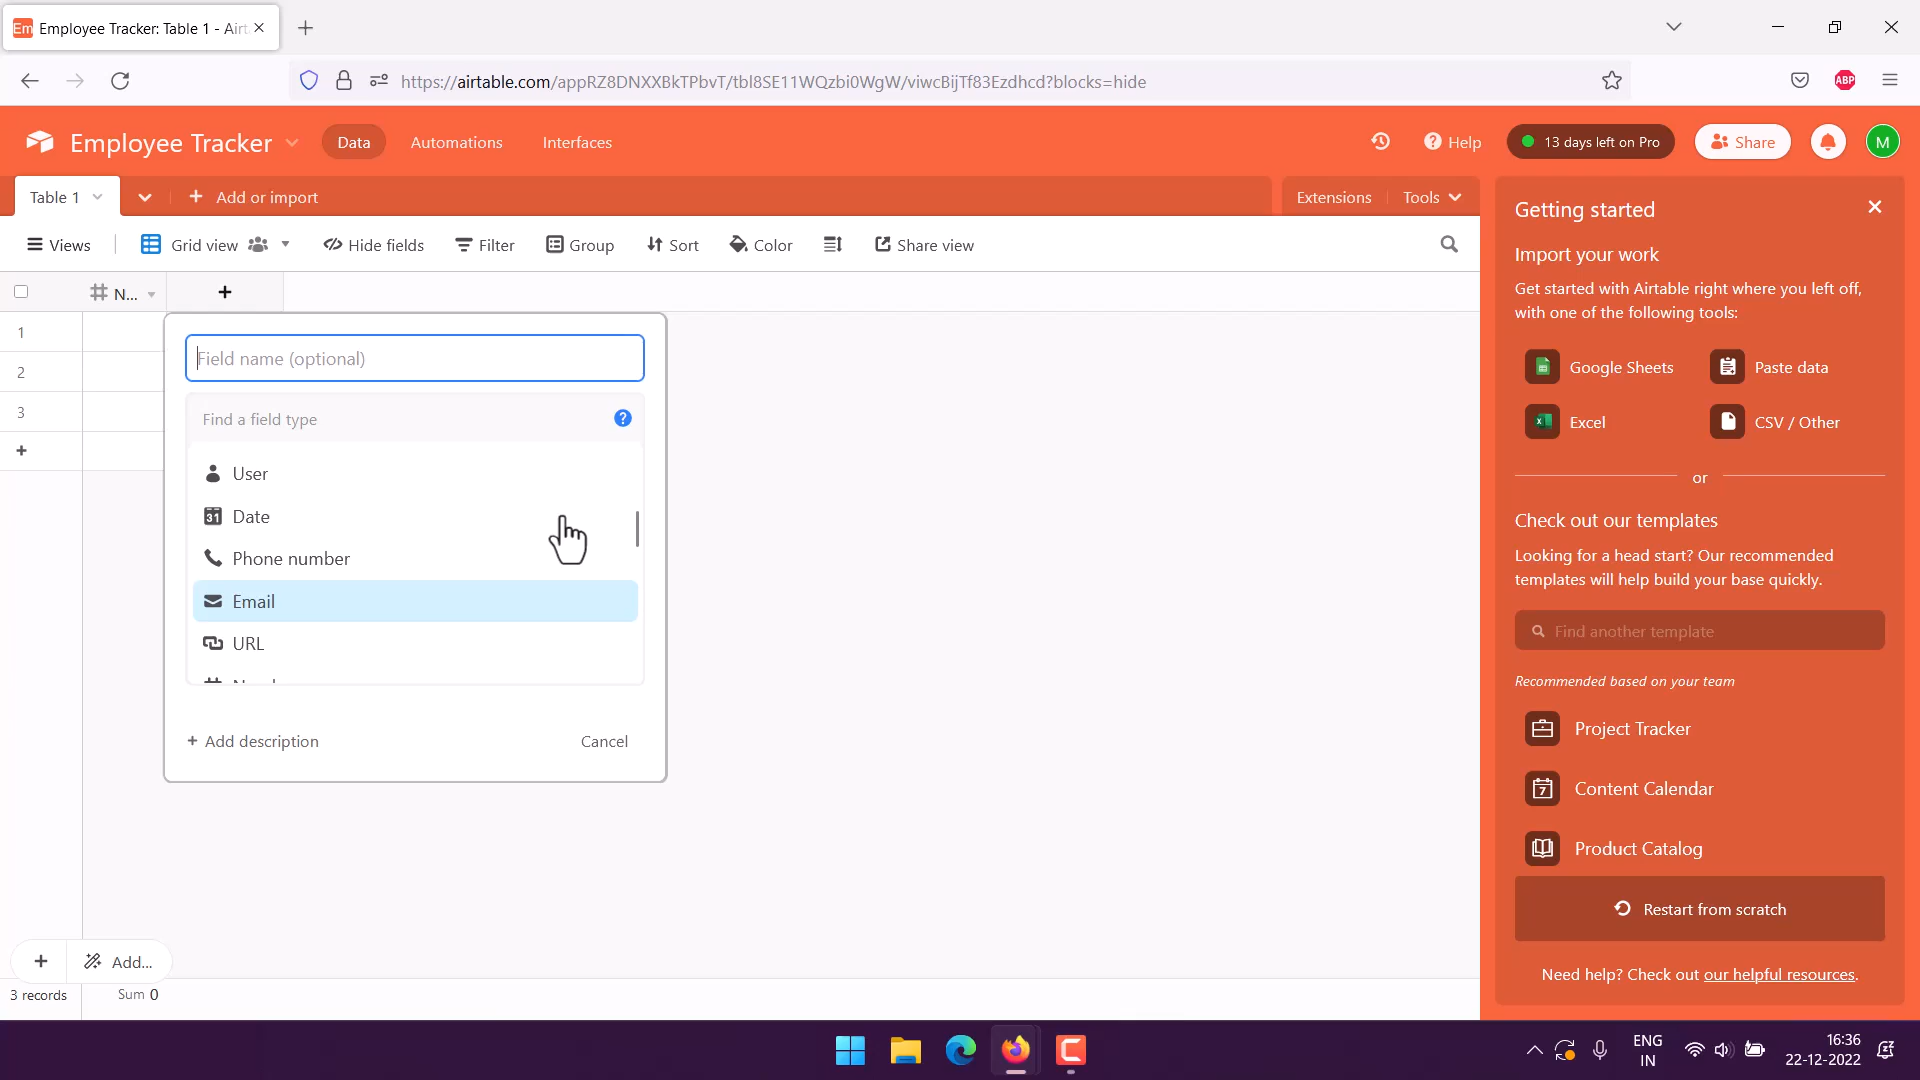 Em Employee Tracker: Table 1 - Airt
https://airtable.com/appRZ8DNXXBkTPbvT/tbl8SE11WQzbi0WgW/viwcBijTf83Ezdhcd?blocks=hide
ABP
Employee Tracker
Data
Automations
Interfaces
Help
13 days left on Pro
Share
M
Table 1
Add or import
Extensions
Tools
Views
Grid view
Hide fields
Filter
Group
Sort
Color
Share view
N...
1
2
3
Field name (optional)
Find a field type
?
User
31 Date
Phone number
Email
URL
+ Add description
Cancel
+ Add...
3 records
Sum 0
Getting started
Import your work
Get started with Airtable right where you left off,
with one of the following tools:
Google Sheets
Paste data
Excel
CSV / Other
or
Check out our templates
Looking for a head start? Our recommended
templates will help build your base quickly.
Find another template
Recommended based on your team
Project Tracker
7 Content Calendar
Product Catalog
Restart from scratch
Need help? Check out our helpful resources.
ENG
IN
16:36
22-12-2022